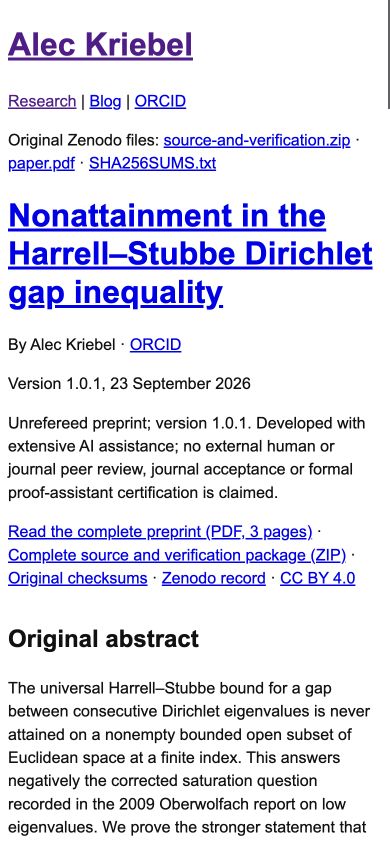 Alec Kriebel
Research | Blog | ORCID
Original Zenodo files: source-and-verification.zip ·
paper.pdf · SHA256SUMS.txt
Nonattainment in the
Harrell–Stubbe Dirichlet
gap inequality
By Alec Kriebel · ORCID
Version 1.0.1, 23 September 2026
Unrefereed preprint; version 1.0.1. Developed with
extensive AI assistance; no external human or
journal peer review, journal acceptance or formal
proof-assistant certification is claimed.
Read the complete preprint (PDF, 3 pages) ·
Complete source and verification package (ZIP) ·
Original checksums · Zenodo record · CC BY 4.0
Original abstract
The universal Harrell–Stubbe bound for a gap
between consecutive Dirichlet eigenvalues is never
attained on a nonempty bounded open subset of
Euclidean space at a finite index. This answers
negatively the corrected saturation question
recorded in the 2009 Oberwolfach report on low
eigenvalues. We prove the stronger statement that